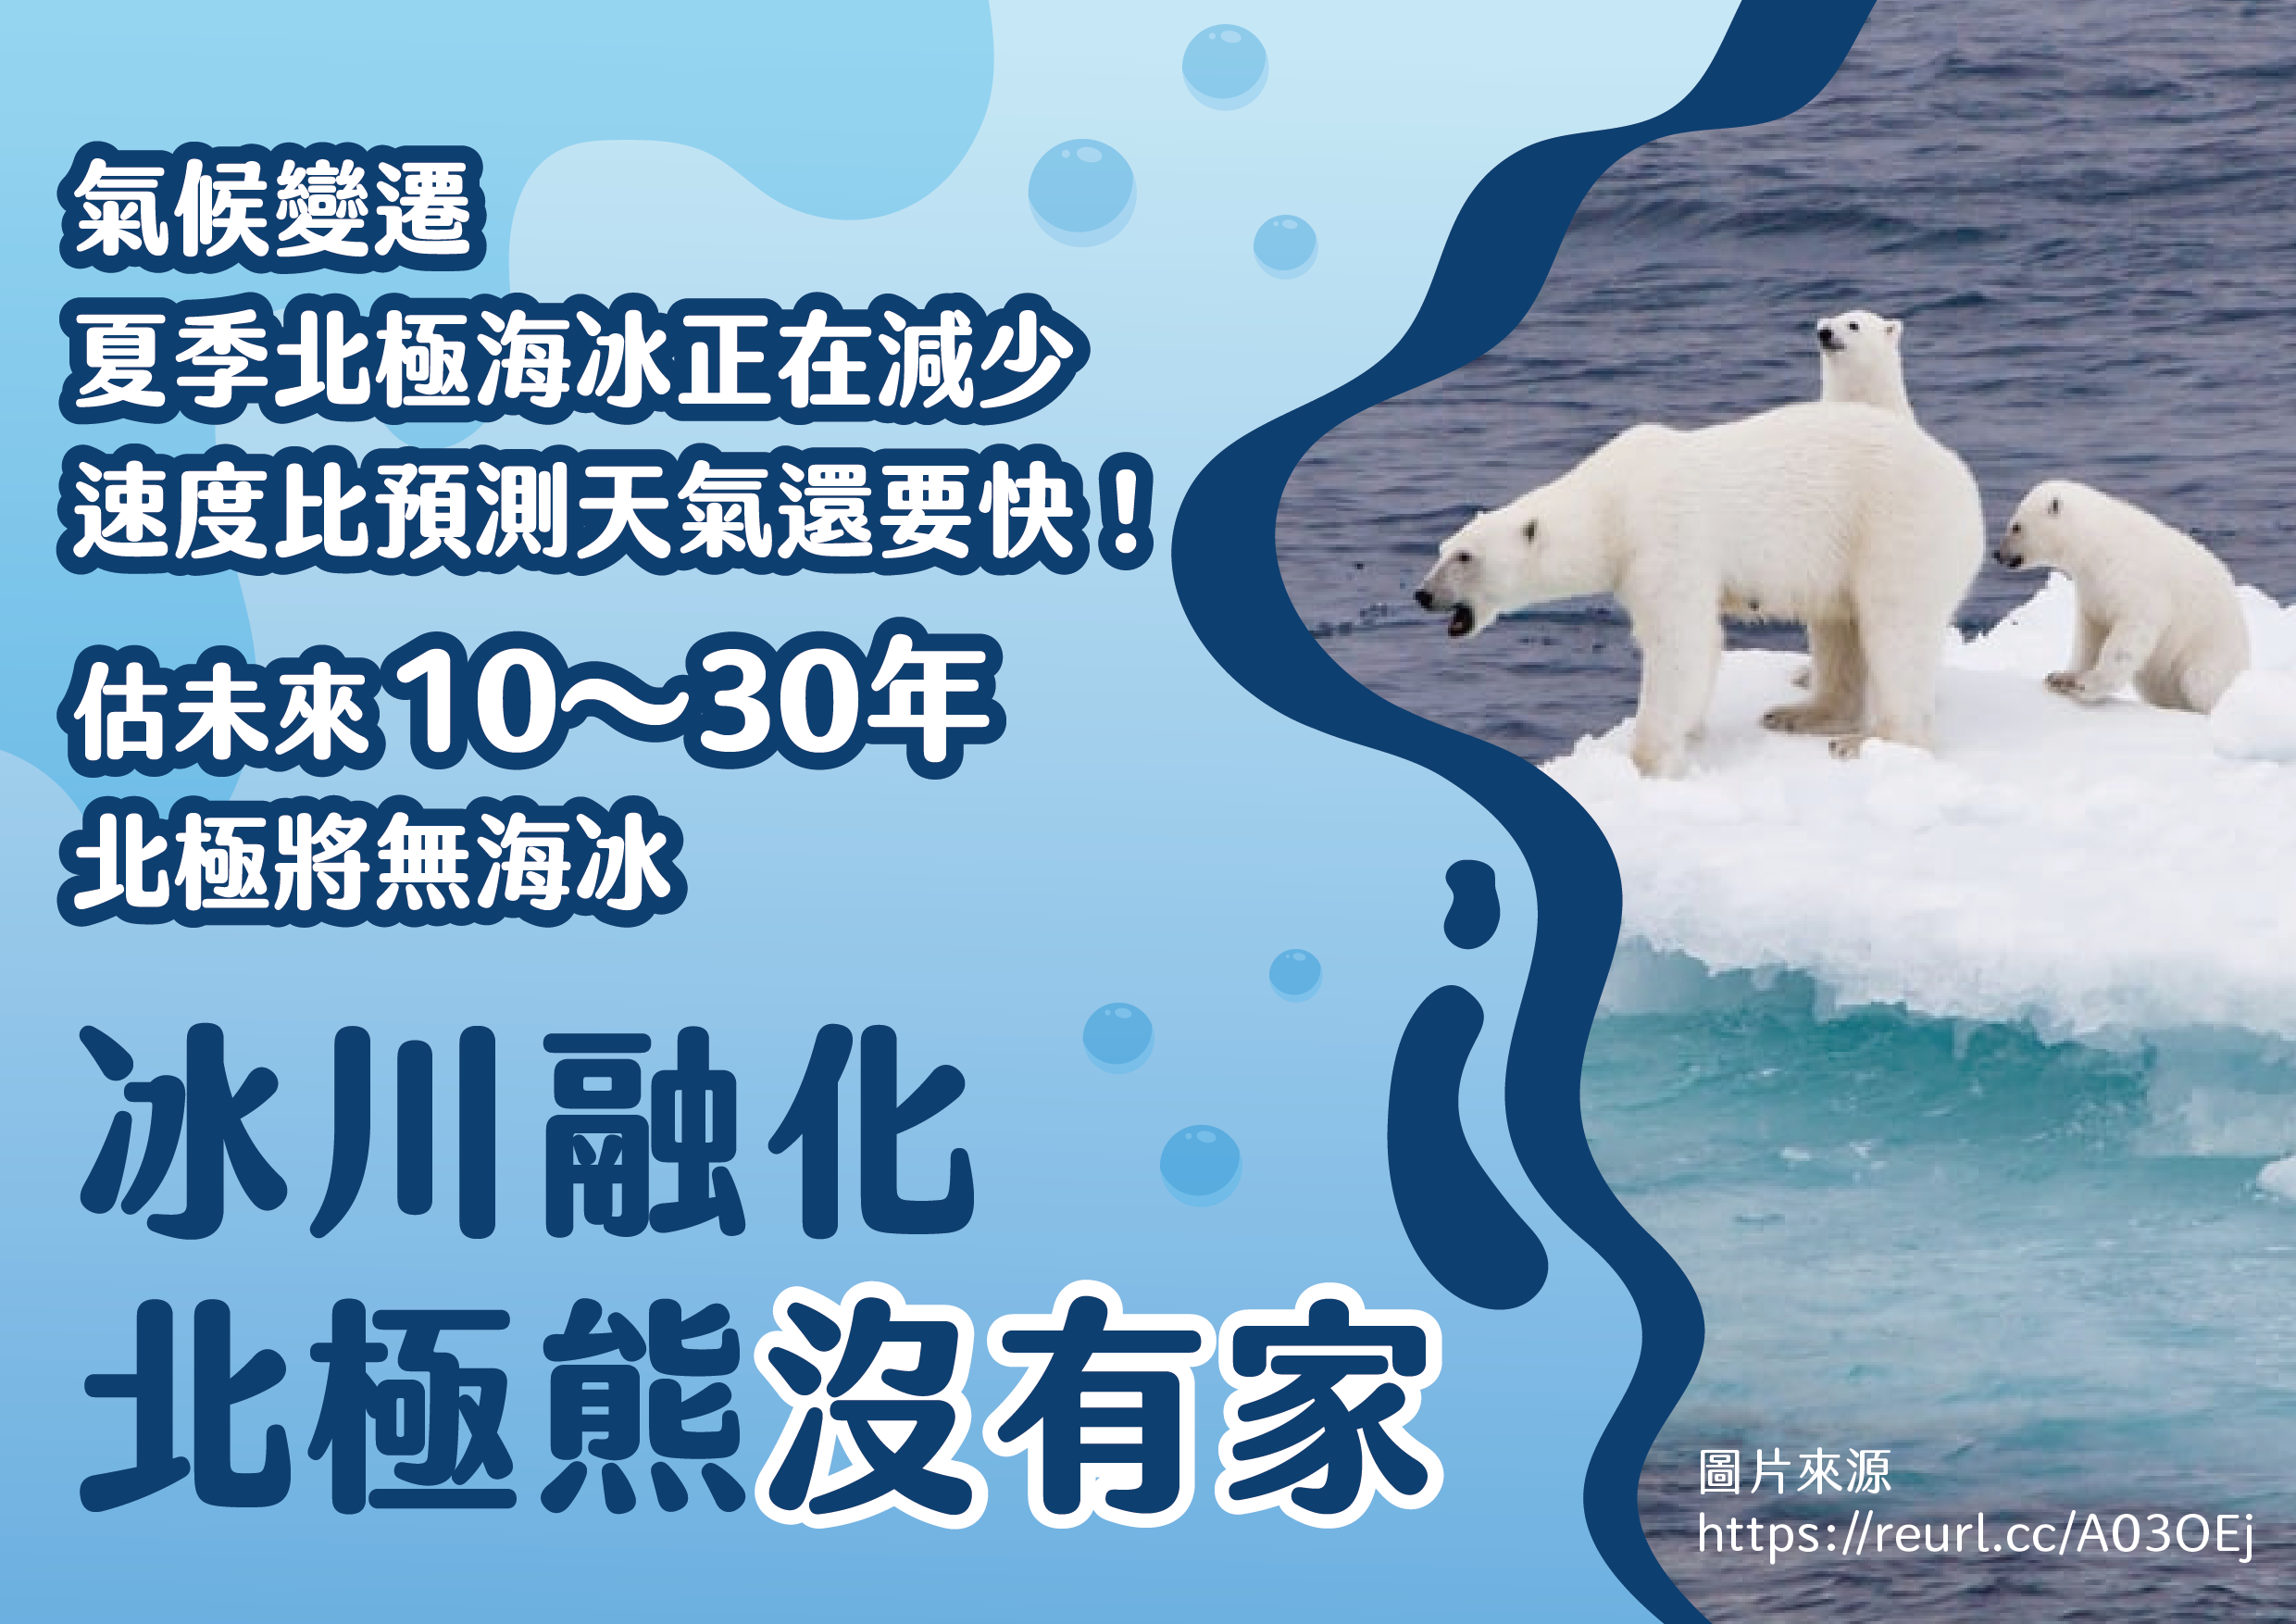 氣候變遷
夏季北極海冰正在減少
速度比預測天氣還要快！
估未來10～30年
北極將無海冰
冰川融化
北極熊沒有家
圖片來源
https://reurl.cc/A03OEj